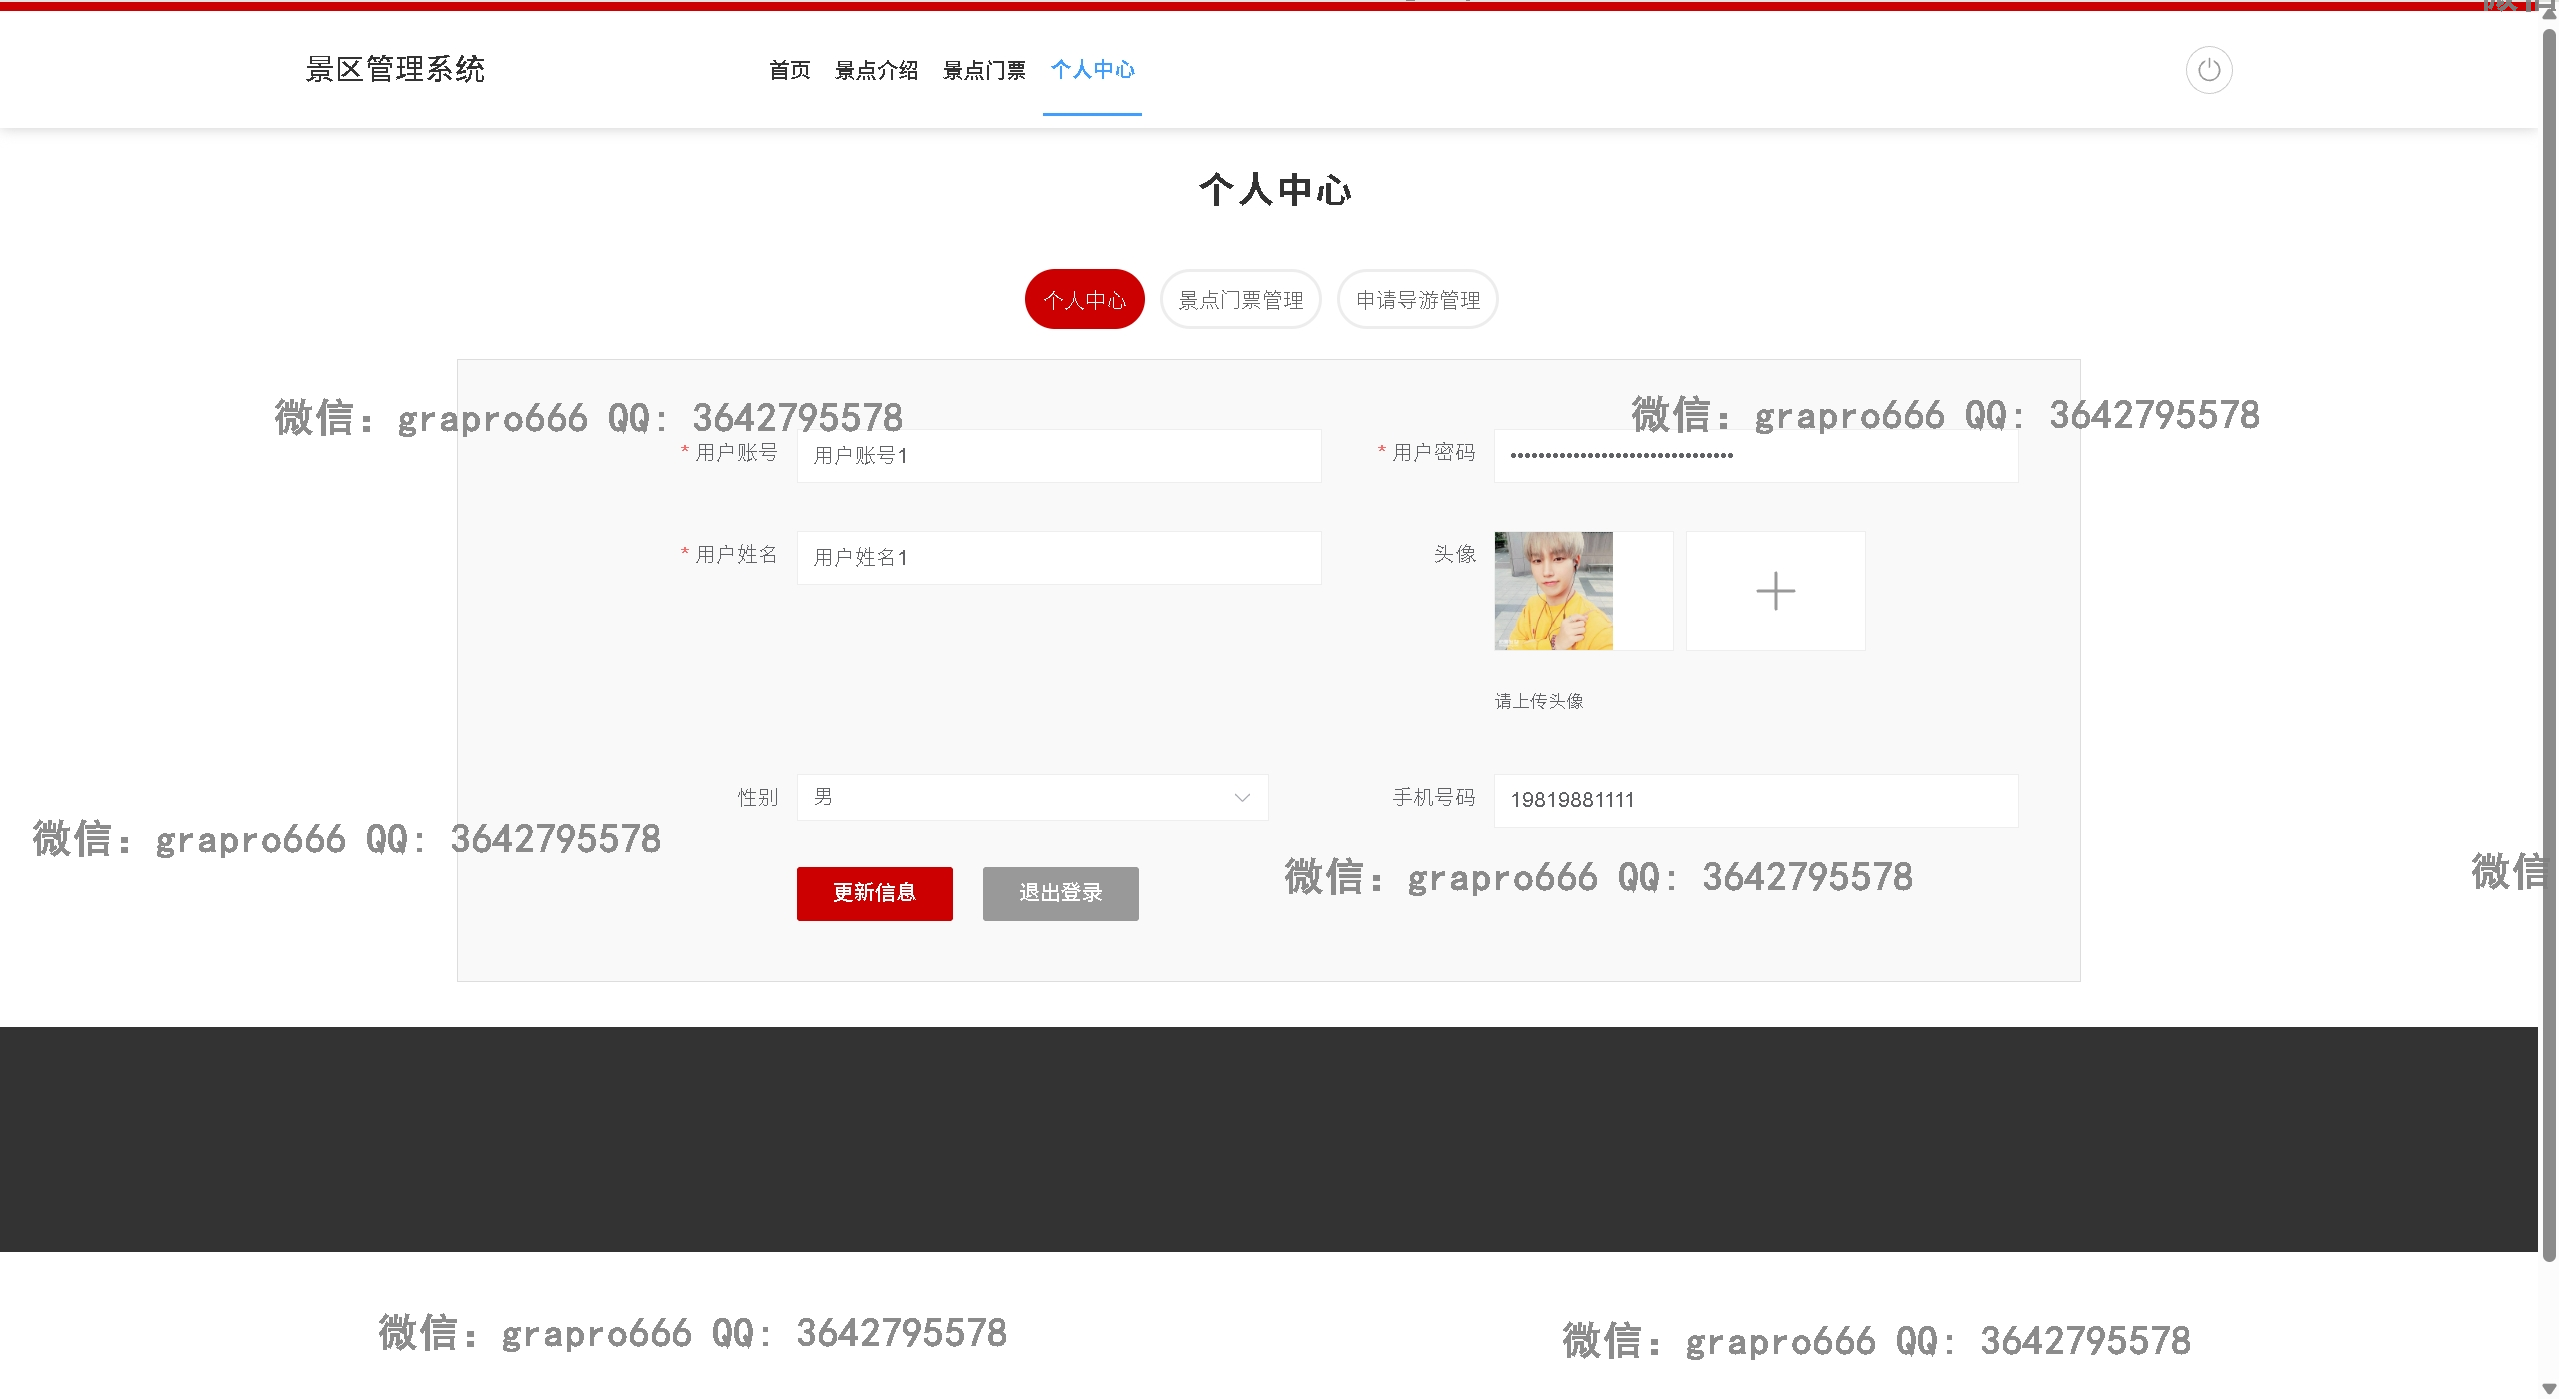 景区管理系统
首页 景点介绍 景点门票 个人中心
个人中心
个人中心 景点门票管理 申请导游管理
微信：grapro666 QQ: 3642795578
微信：grapro666 QQ: 3642795578
* 用户账号 用户账号1
* 用户密码 ••••••••••••••••••••••••••••••••
* 用户姓名 用户姓名1
头像
请上传头像
性别 男
手机号码 19819881111
微信：grapro666 QQ: 3642795578
微信：grapro666 QQ: 3642795578
微信
更新信息 退出登录
微信：grapro666 QQ: 3642795578
微信：grapro666 QQ: 3642795578